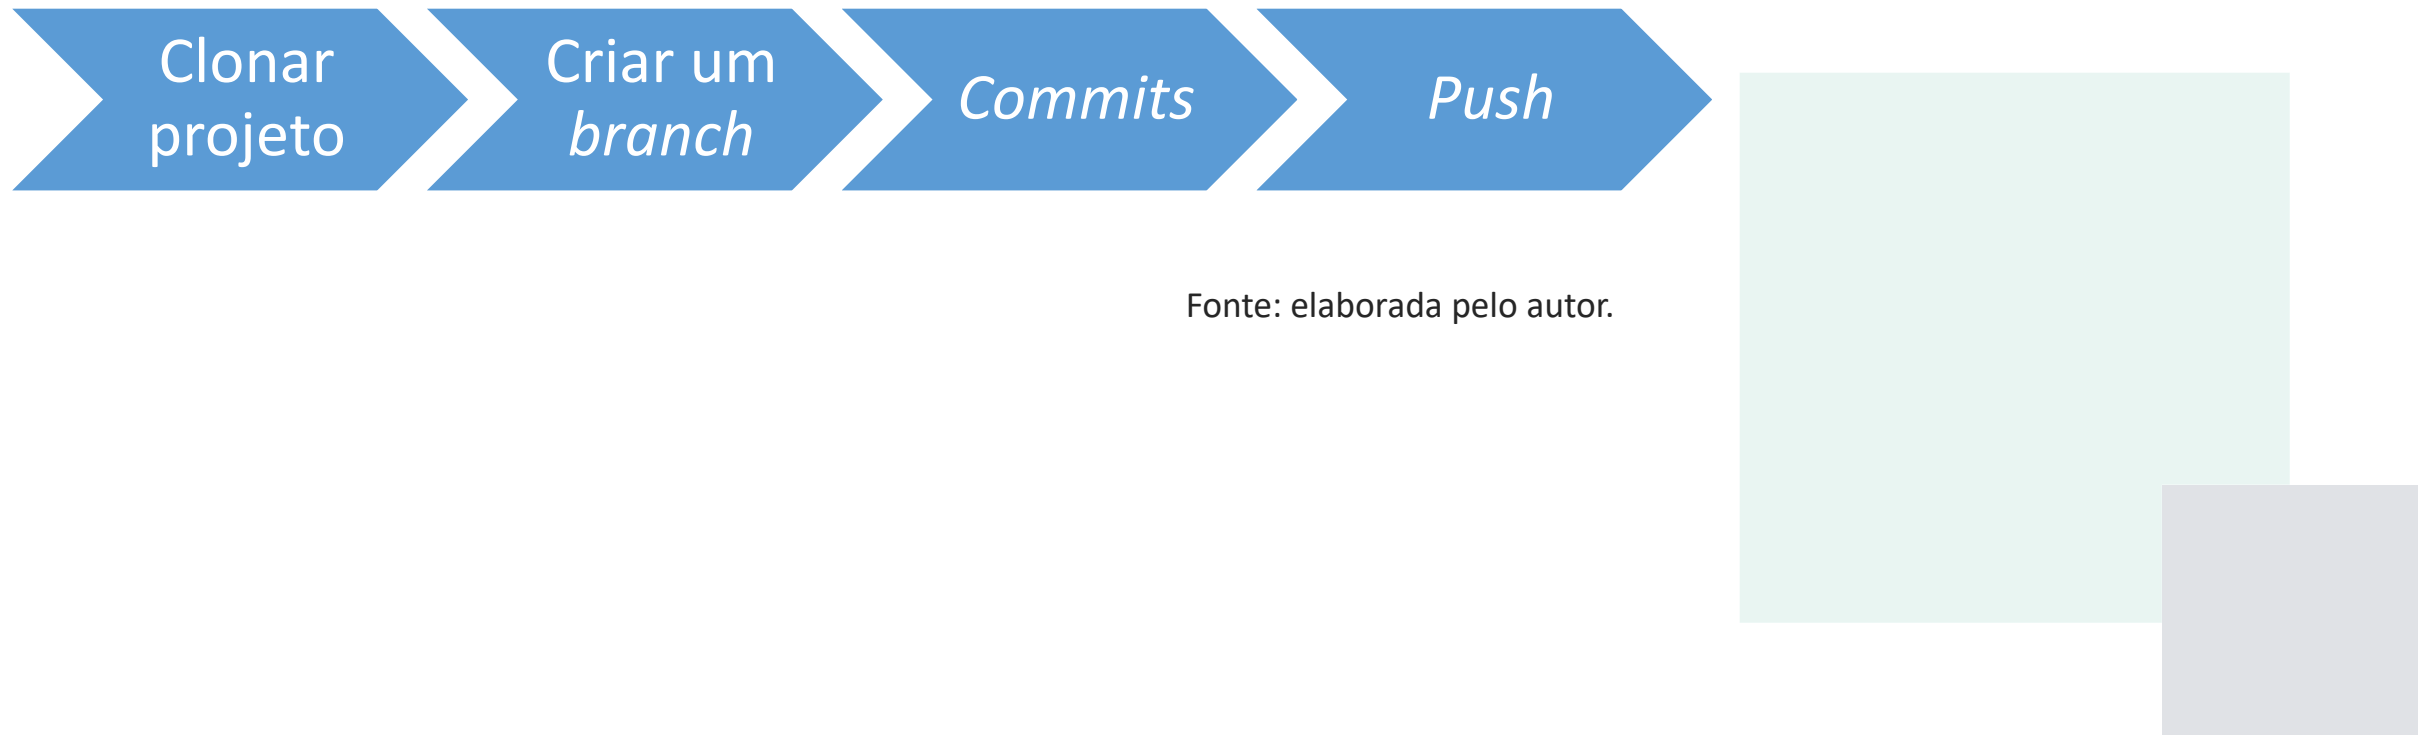 Clonar
projeto
Criar um
branch
Commits
Push
Fonte: elaborada pelo autor.